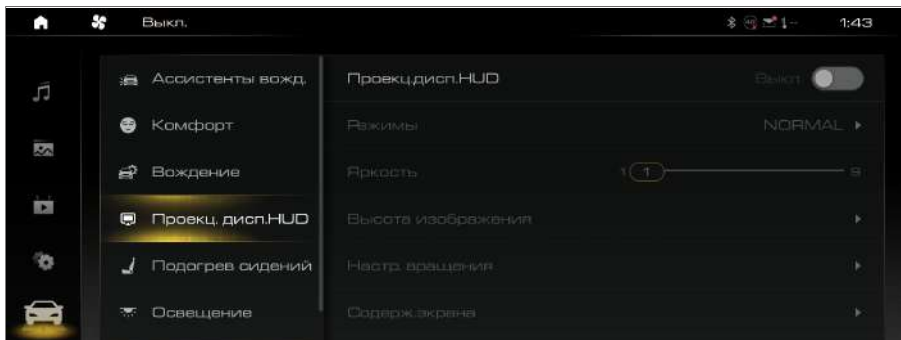 Выкл. 1:43
Ассистенты вожд. Проекц.дисп.HUD Выкл
Комфорт Режимы NORMAL
Вождение Яркость 1 1 9
Проекц. дисп.HUD Высота изображения
Подогрев сидений Настр. вращения
Освещение Содерж.экрана